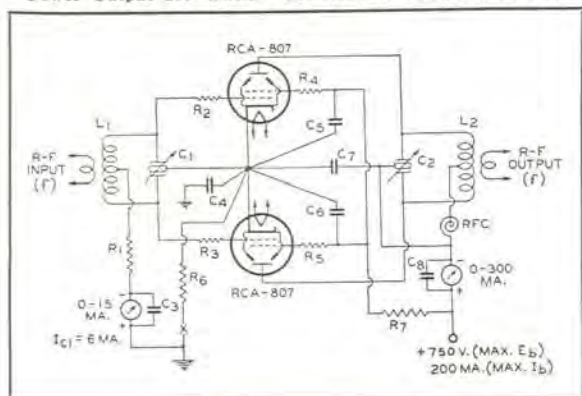 RCA-807
R4
R2
L1
L2
C5
R-F
INPUT
(f)
C1
C7
C2
R-F
OUTPUT
(f)
C4
C6
RFC
R1
R3
R5
R6
RCA-807
C8
0-300
MA.
0-15
MA.
C3
R7
IC1 = 6 MA.
+750 V. (MAX. Eb)
200 MA. (MAX. Ib)